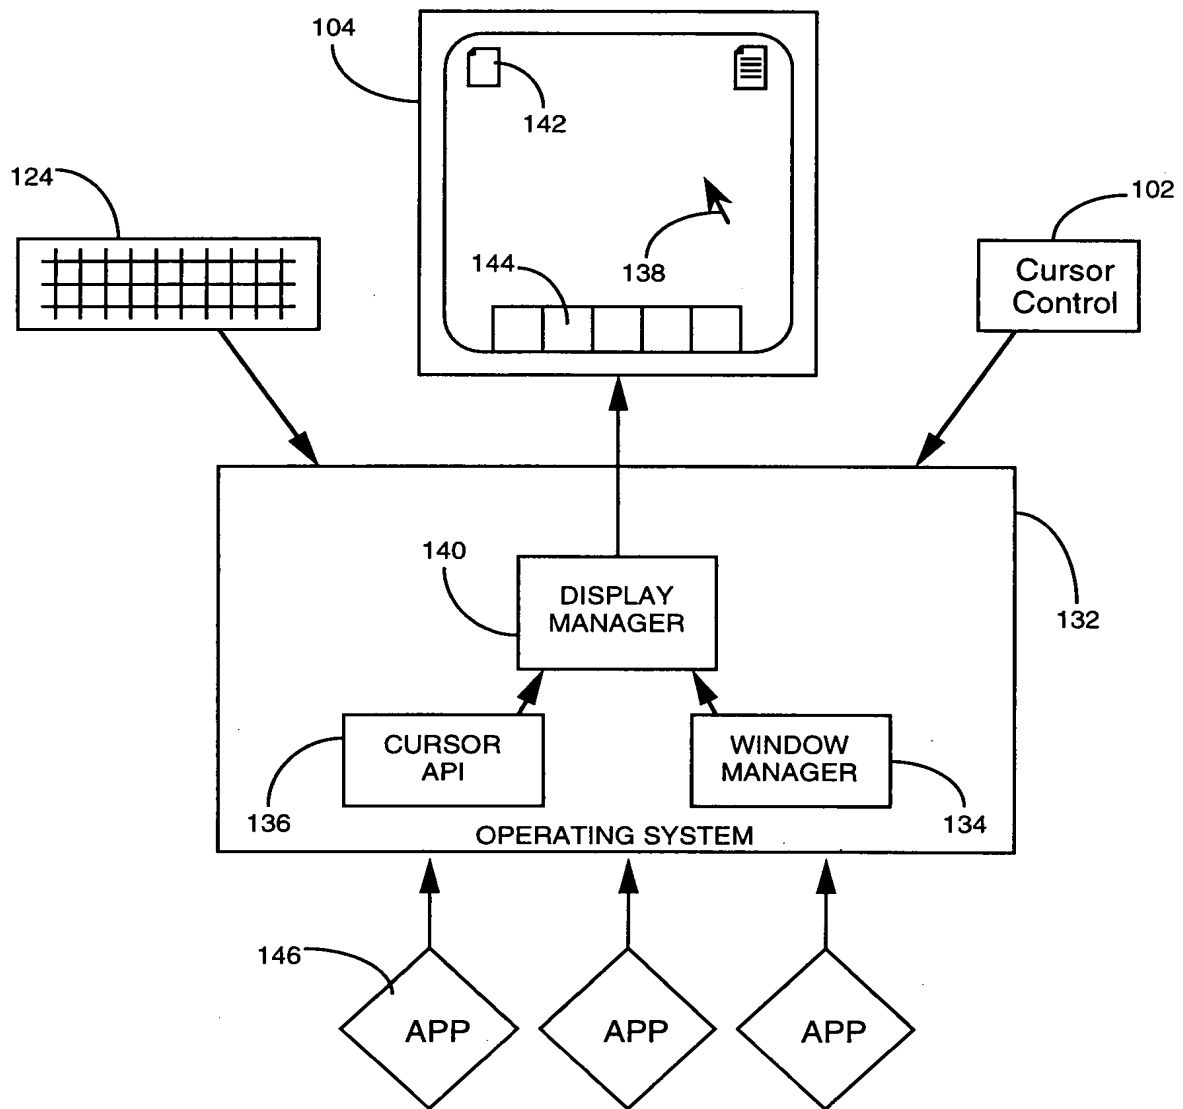 104
142
124
102
Cursor
Control
144
138
140
DISPLAY
MANAGER
132
CURSOR
API
WINDOW
MANAGER
136
134
OPERATING SYSTEM
146
APP
APP
APP